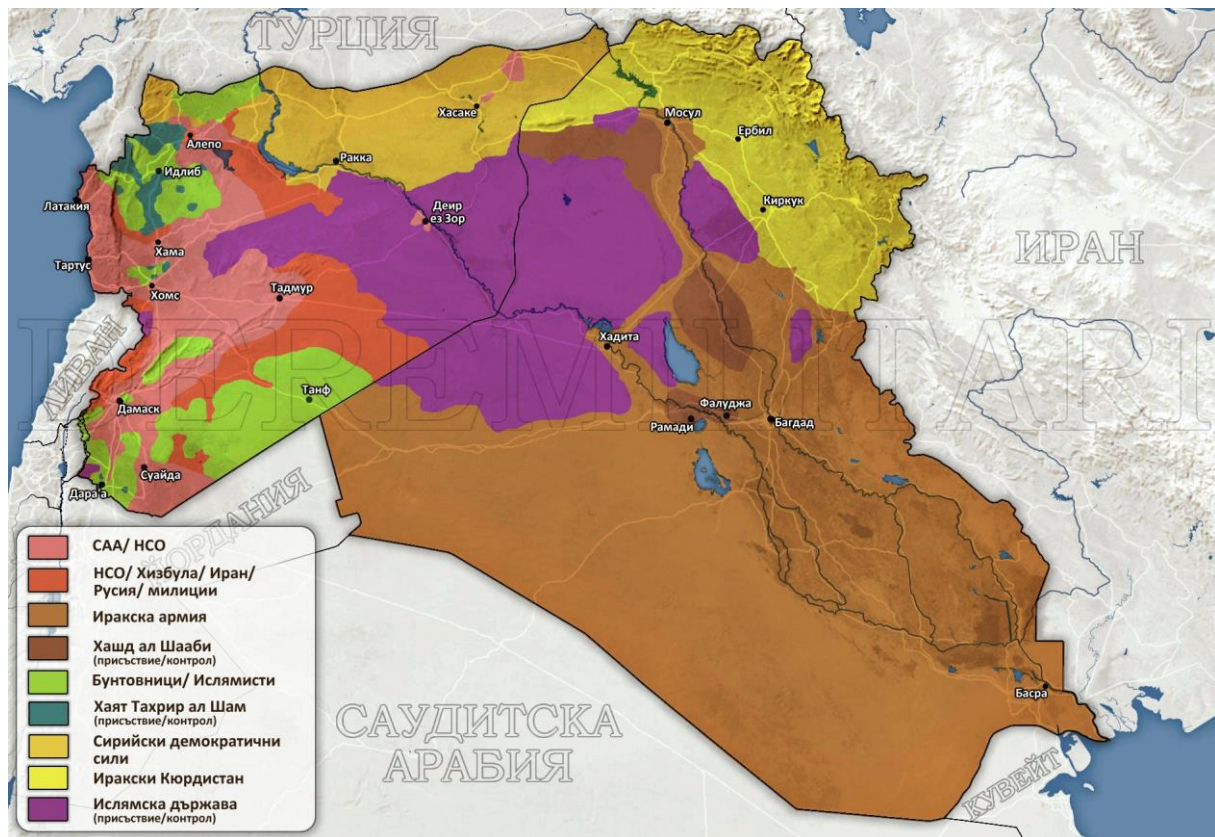 ТУРЦИЯ
Хасаке
Мосул
Алепо
Ербил
Ракка
Идлиб
Латакия
Деир
ез Зор
Киркук
Хама
ИРАН
Тартус
Хомс
Тадмур
ЛИВАН
Хадита
PEREMILITARI
Танф
Дамаск
Фалуджа
Рамади
Багдад
Суайда
Дара'а
ЙОРДАНИЯ
САА/ НСО
НСО/ Хизбула/ Иран/
Русия/ милиции
Иракска армия
Хашд ал Шааби
(присъствие/контрол)
Бунтовници/ Ислямисти
Хаят Тахрир ал Шам
(присъствие/контрол)
Сирийски демократични
сили
Иракски Кюрдистан
Ислямска държава
(присъствие/контрол)
Басра
САУДИТСКА
АРАБИЯ
КУВЕЙТ